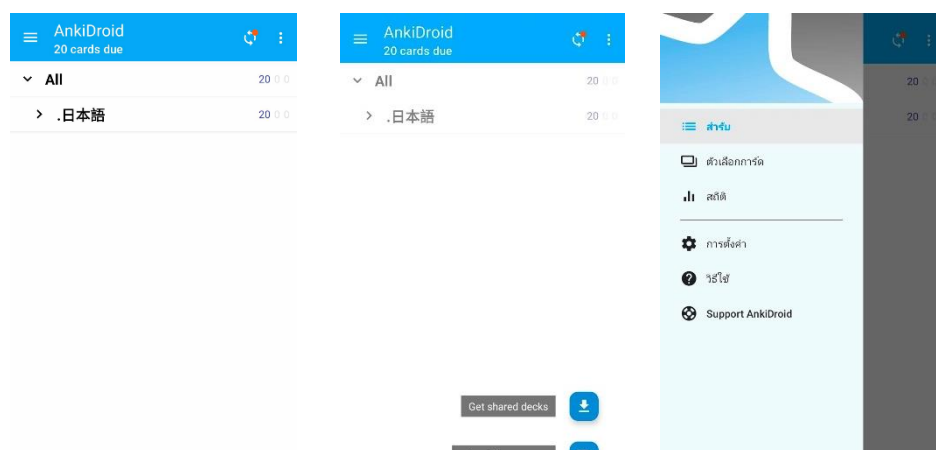 AnkiDroid
20 cards due
All 20 0 0
.日本語 20 0 0
AnkiDroid
20 cards due
All 20 0 0
.日本語 20 0 0
Get shared decks
สำรับ
ตัวเลือกการ์ด
สถิติ
การตั้งค่า
วิธีใช้
Support AnkiDroid
20 0
20 0